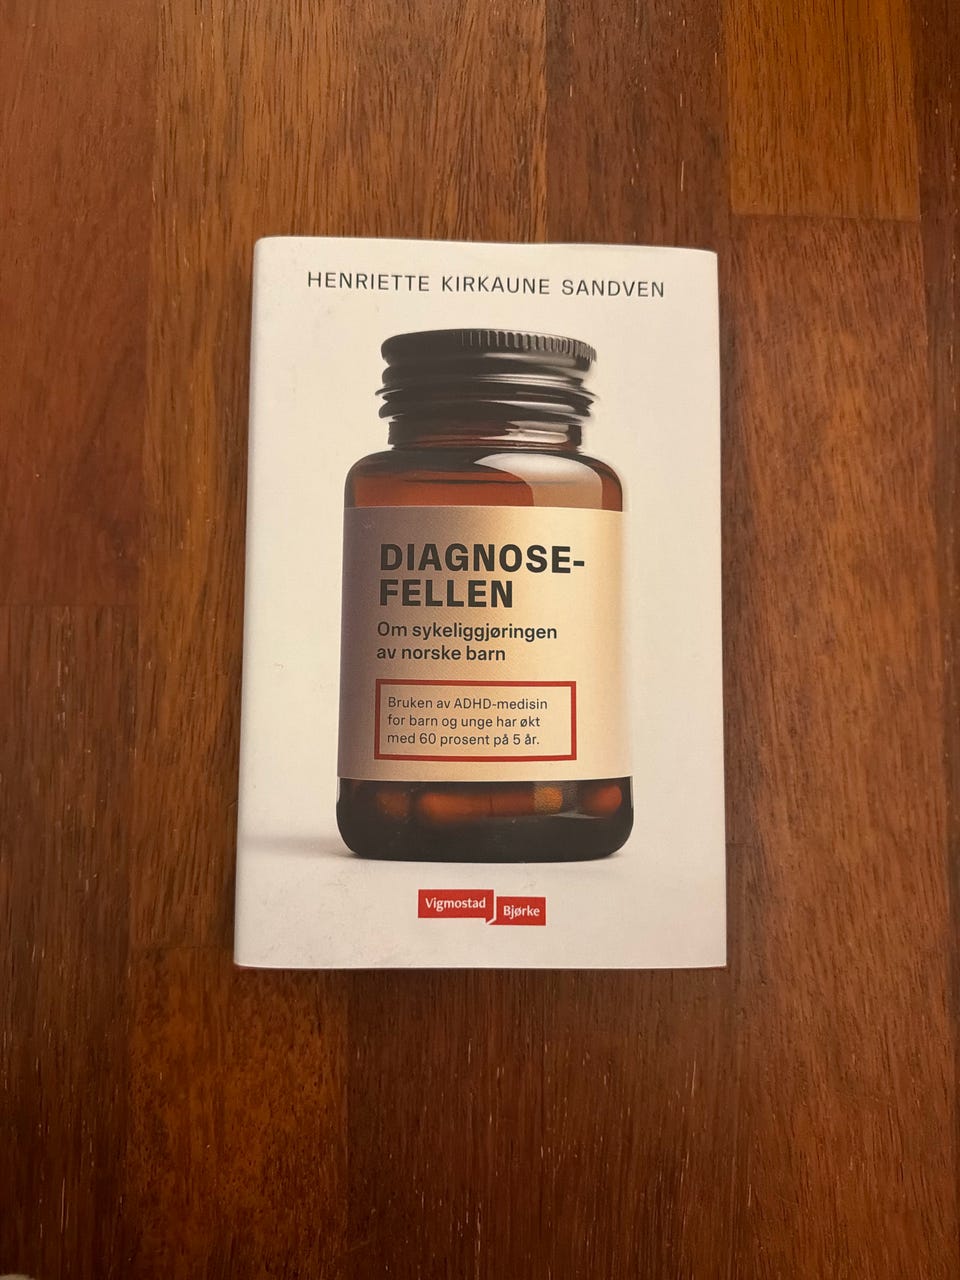 HENRIETTE KIRKAUNE SANDVEN
DIAGNOSE-
FELLEN
Om sykeliggjøringen
av norske barn
Bruken av ADHD-medisin
for barn og unge har økt
med 60 prosent på 5 år.
Vigmostad
Bjørke